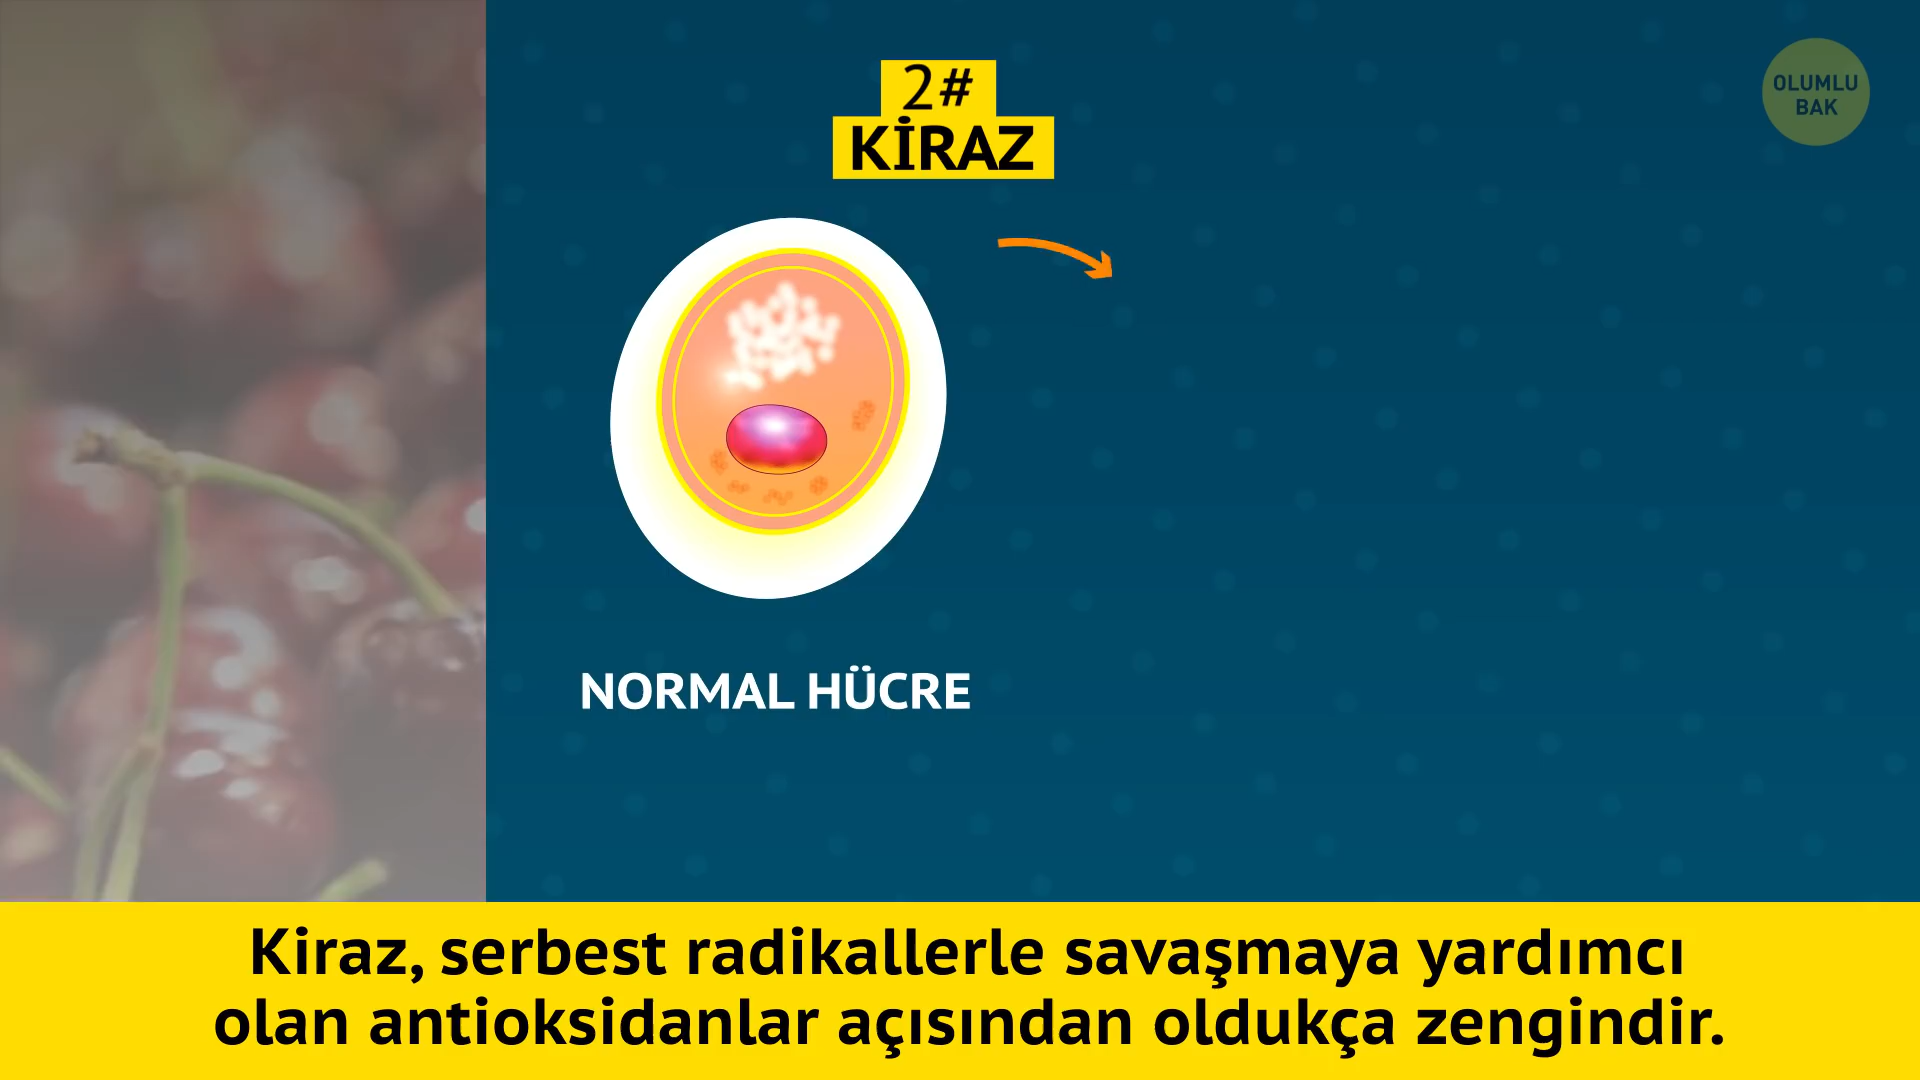 2#
KİRAZ
OLUMLU
BAK
NORMAL HÜCRE
Kiraz, serbest radikallerle savaşmaya yardımcı
olan antioksidanlar açısından oldukça zengindir.